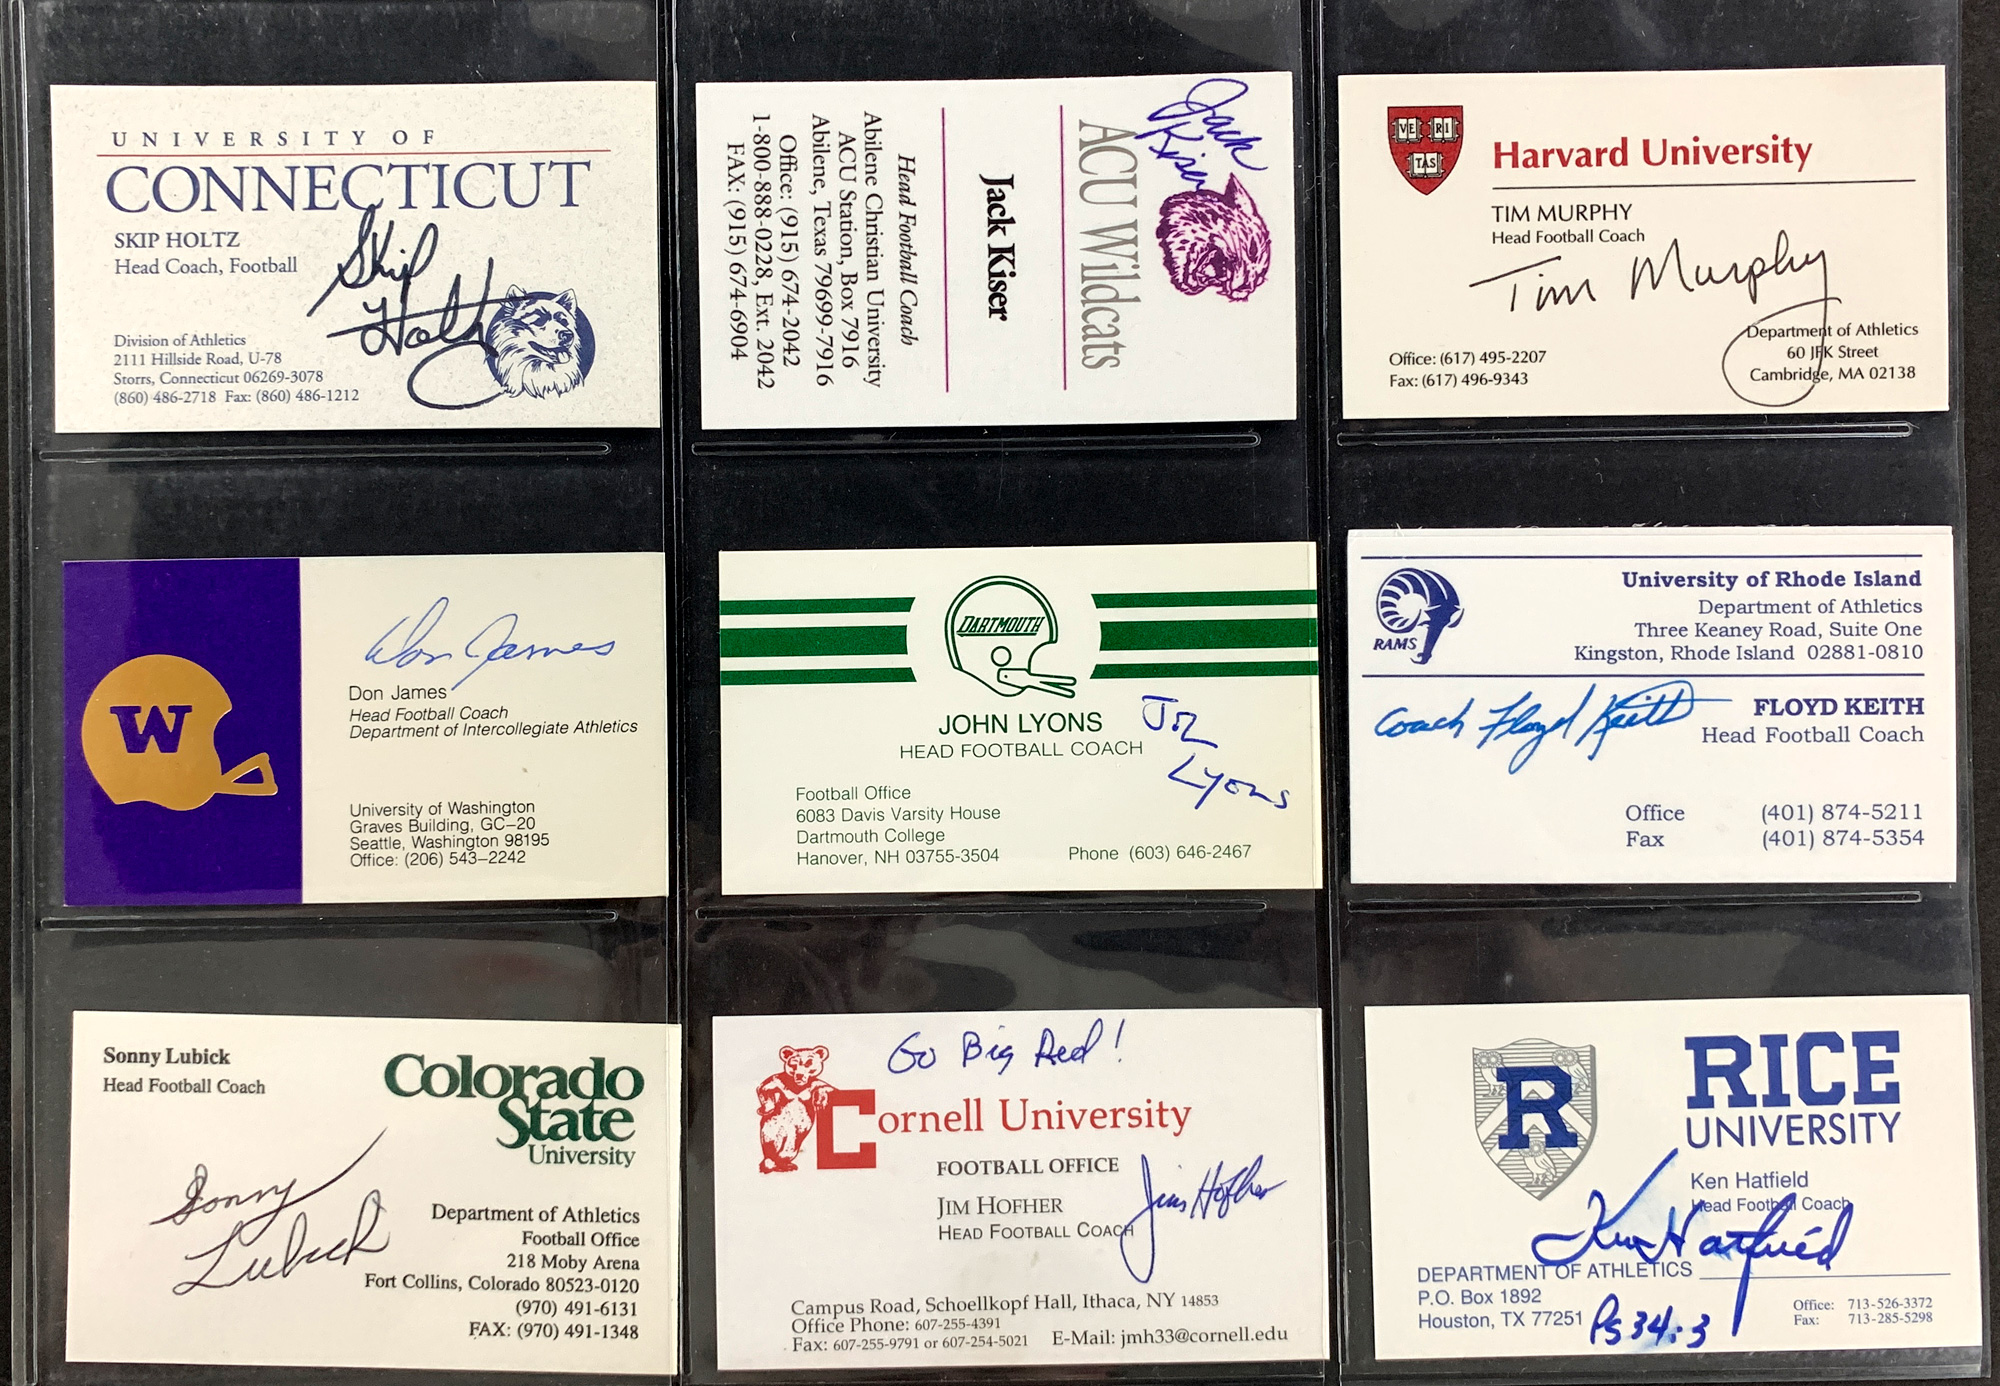 UNIVERSITY OF
CONNECTICUT
SKIP HOLTZ
Head Coach, Football
Skip
Holtz
Division of Athletics
2111 Hillside Road, U-78
Storrs, Connecticut 06269-3078
(860) 486-2718 Fax: (860) 486-1212
Jack
Kiser
ACU Wildcats
Jack Kiser
Head Football Coach
Abilene Christian University
ACU Station, Box 7916
Abilene, Texas 79699-7916
Office: (915) 674-2042
1-800-888-0228, Ext. 2042
FAX: (915) 674-6904
VE RI
TAS
Harvard University
TIM MURPHY
Head Football Coach
Tim Murphy
Department of Athletics
60 JFK Street
Cambridge, MA 02138
Office: (617) 495-2207
Fax: (617) 496-9343
W
Don James
Don James
Head Football Coach
Department of Intercollegiate Athletics
University of Washington
Graves Building, GC–20
Seattle, Washington 98195
Office: (206) 543–2242
DARTMOUTH
JOHN LYONS
HEAD FOOTBALL COACH
Jon
Lyons
Football Office
6083 Davis Varsity House
Dartmouth College
Hanover, NH 03755-3504
Phone (603) 646-2467
RAMS
University of Rhode Island
Department of Athletics
Three Keaney Road, Suite One
Kingston, Rhode Island 02881-0810
Coach Floyd Keith
FLOYD KEITH
Head Football Coach
Office (401) 874-5211
Fax (401) 874-5354
Sonny Lubick
Head Football Coach
Colorado
State
University
Sonny
Lubick
Department of Athletics
Football Office
218 Moby Arena
Fort Collins, Colorado 80523-0120
(970) 491-6131
FAX: (970) 491-1348
Go Big Red!
Cornell University
FOOTBALL OFFICE
JIM HOFHER
HEAD FOOTBALL COACH
Jim Hofher
Campus Road, Schoellkopf Hall, Ithaca, NY 14853
Office Phone: 607-255-4391
Fax: 607-255-9791 or 607-254-5021 E-Mail: jmh33@cornell.edu
R
RICE
UNIVERSITY
Ken Hatfield
Head Football Coach
Ken Hatfield
DEPARTMENT OF ATHLETICS
P.O. Box 1892
Houston, TX 77251
Ps 34:3
Office: 713-526-3372
Fax: 713-285-5298